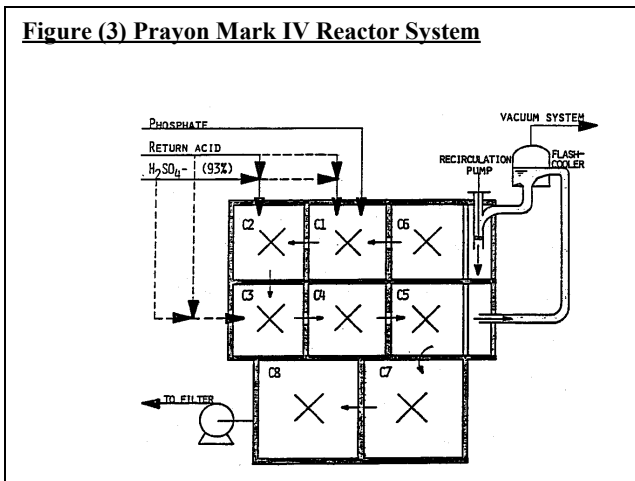 Figure (3) Prayon Mark IV Reactor System
VACUUM SYSTEM
PHOSPHATE
RETURN ACID
H2SO4- (93%)
RECIRCULATION
PUMP
FLASH-
COOLER
C2
C1
C6
C3
C4
C5
C8
C7
TO FILTER